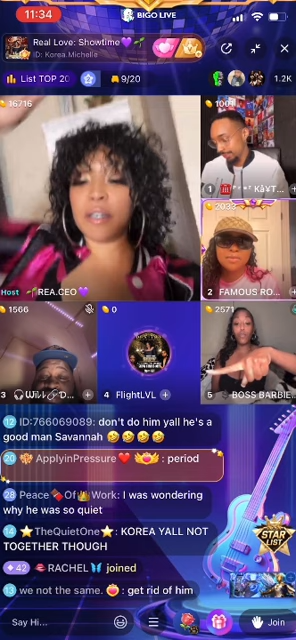 11:34
BIGO LIVE
Real Love: Showtime💜🌱
ID: Korea.Michelle
List TOP 20
9/20
1.2K
16716
2033
1 Kà¥T...
Host 🌱REA.CEO💜
2 FAMOUS RO...
1566
0
2571
3
4 FlightLVL
5 BOSS BARBIE...
12 ID:766069089: don't do him yall he's a
good man Savannah 🤣🤣🤣🤣
20 ApplyinPressure❤️ : period
28 Peace Of Work: I was wondering
why he was so quiet
14 ⭐TheQuietOne⭐: KOREA YALL NOT
TOGETHER THOUGH
42 RACHEL🦋 joined
12 we not the same. : get rid of him
STAR
LIST
Say Hi...
Join